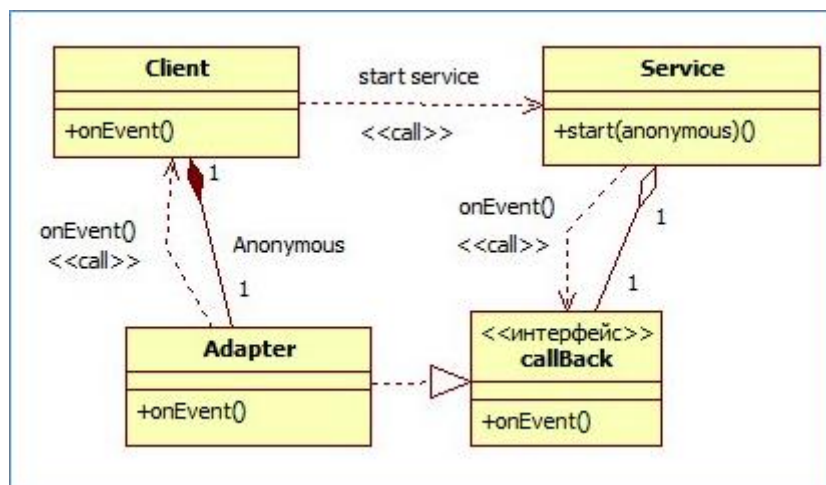 Client
+onEvent()
start service
<<call>>
Service
+start(anonymous)()
1
onEvent()
<<call>>
Anonymous
1
onEvent()
<<call>>
1
1
Adapter
+onEvent()
<<интерфейс>>
callBack
+onEvent()